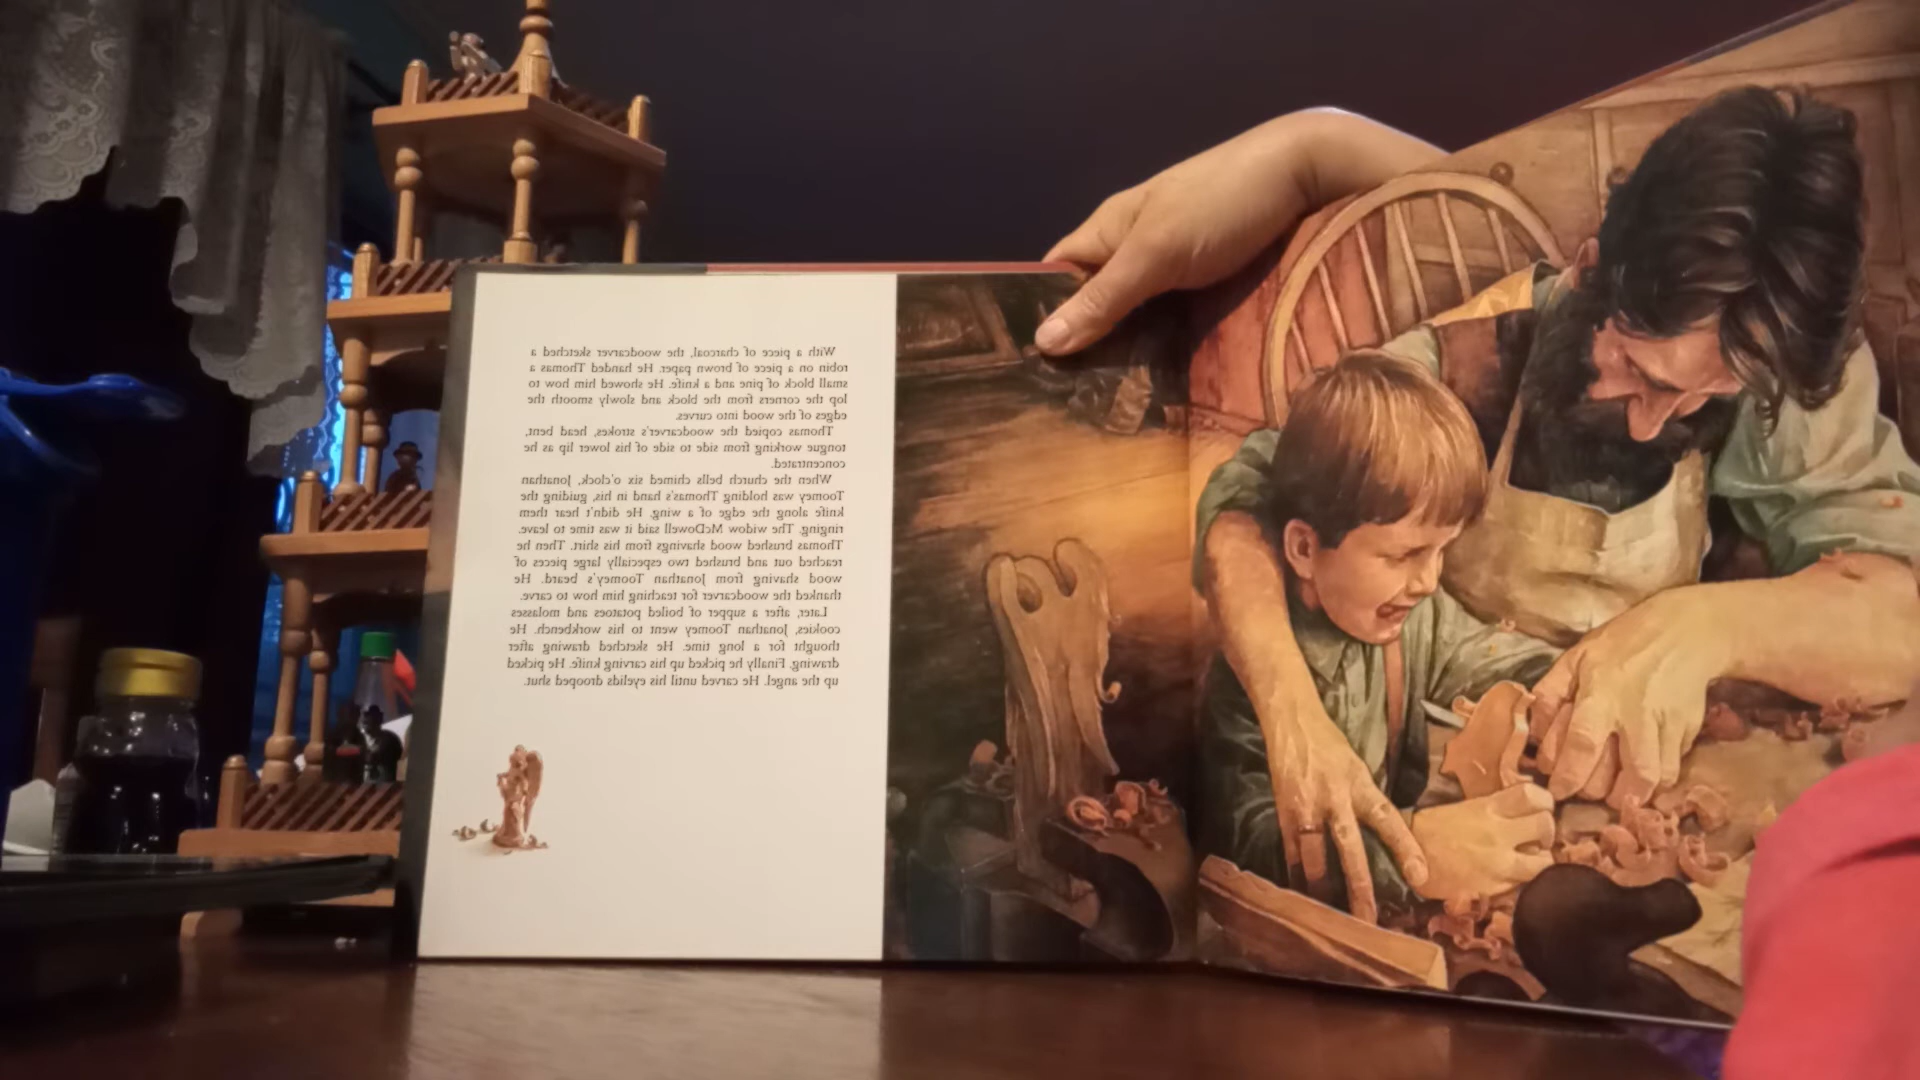 With a piece of charcoal, the woodcarver sketched a
robin on a piece of brown paper. He handed Thomas a
small block of pine and a knife. He showed him how to
lop the corners from the block and slowly smooth the
edges of the wood into curves.
Thomas copied the woodcarver's strokes, head bent,
tongue working from side to side of his lower lip as he
concentrated.
When the church bells chimed six o'clock, Jonathan
Toomey was holding Thomas's hand in his, guiding the
knife along the edge of a wing. He didn't hear them
ringing. The widow McDowell said it was time to leave.
Thomas brushed wood shavings from his shirt. Then he
reached out and brushed two especially large pieces of
wood shaving from Jonathan Toomey's beard. He
thanked the woodcarver for teaching him how to carve.
Later, after a supper of boiled potatoes and molasses
cookies, Jonathan Toomey went to his workbench. He
thought for a long time. He sketched drawing after
drawing. Finally he picked up his carving knife. He picked
up the angel. He carved until his eyelids drooped shut.